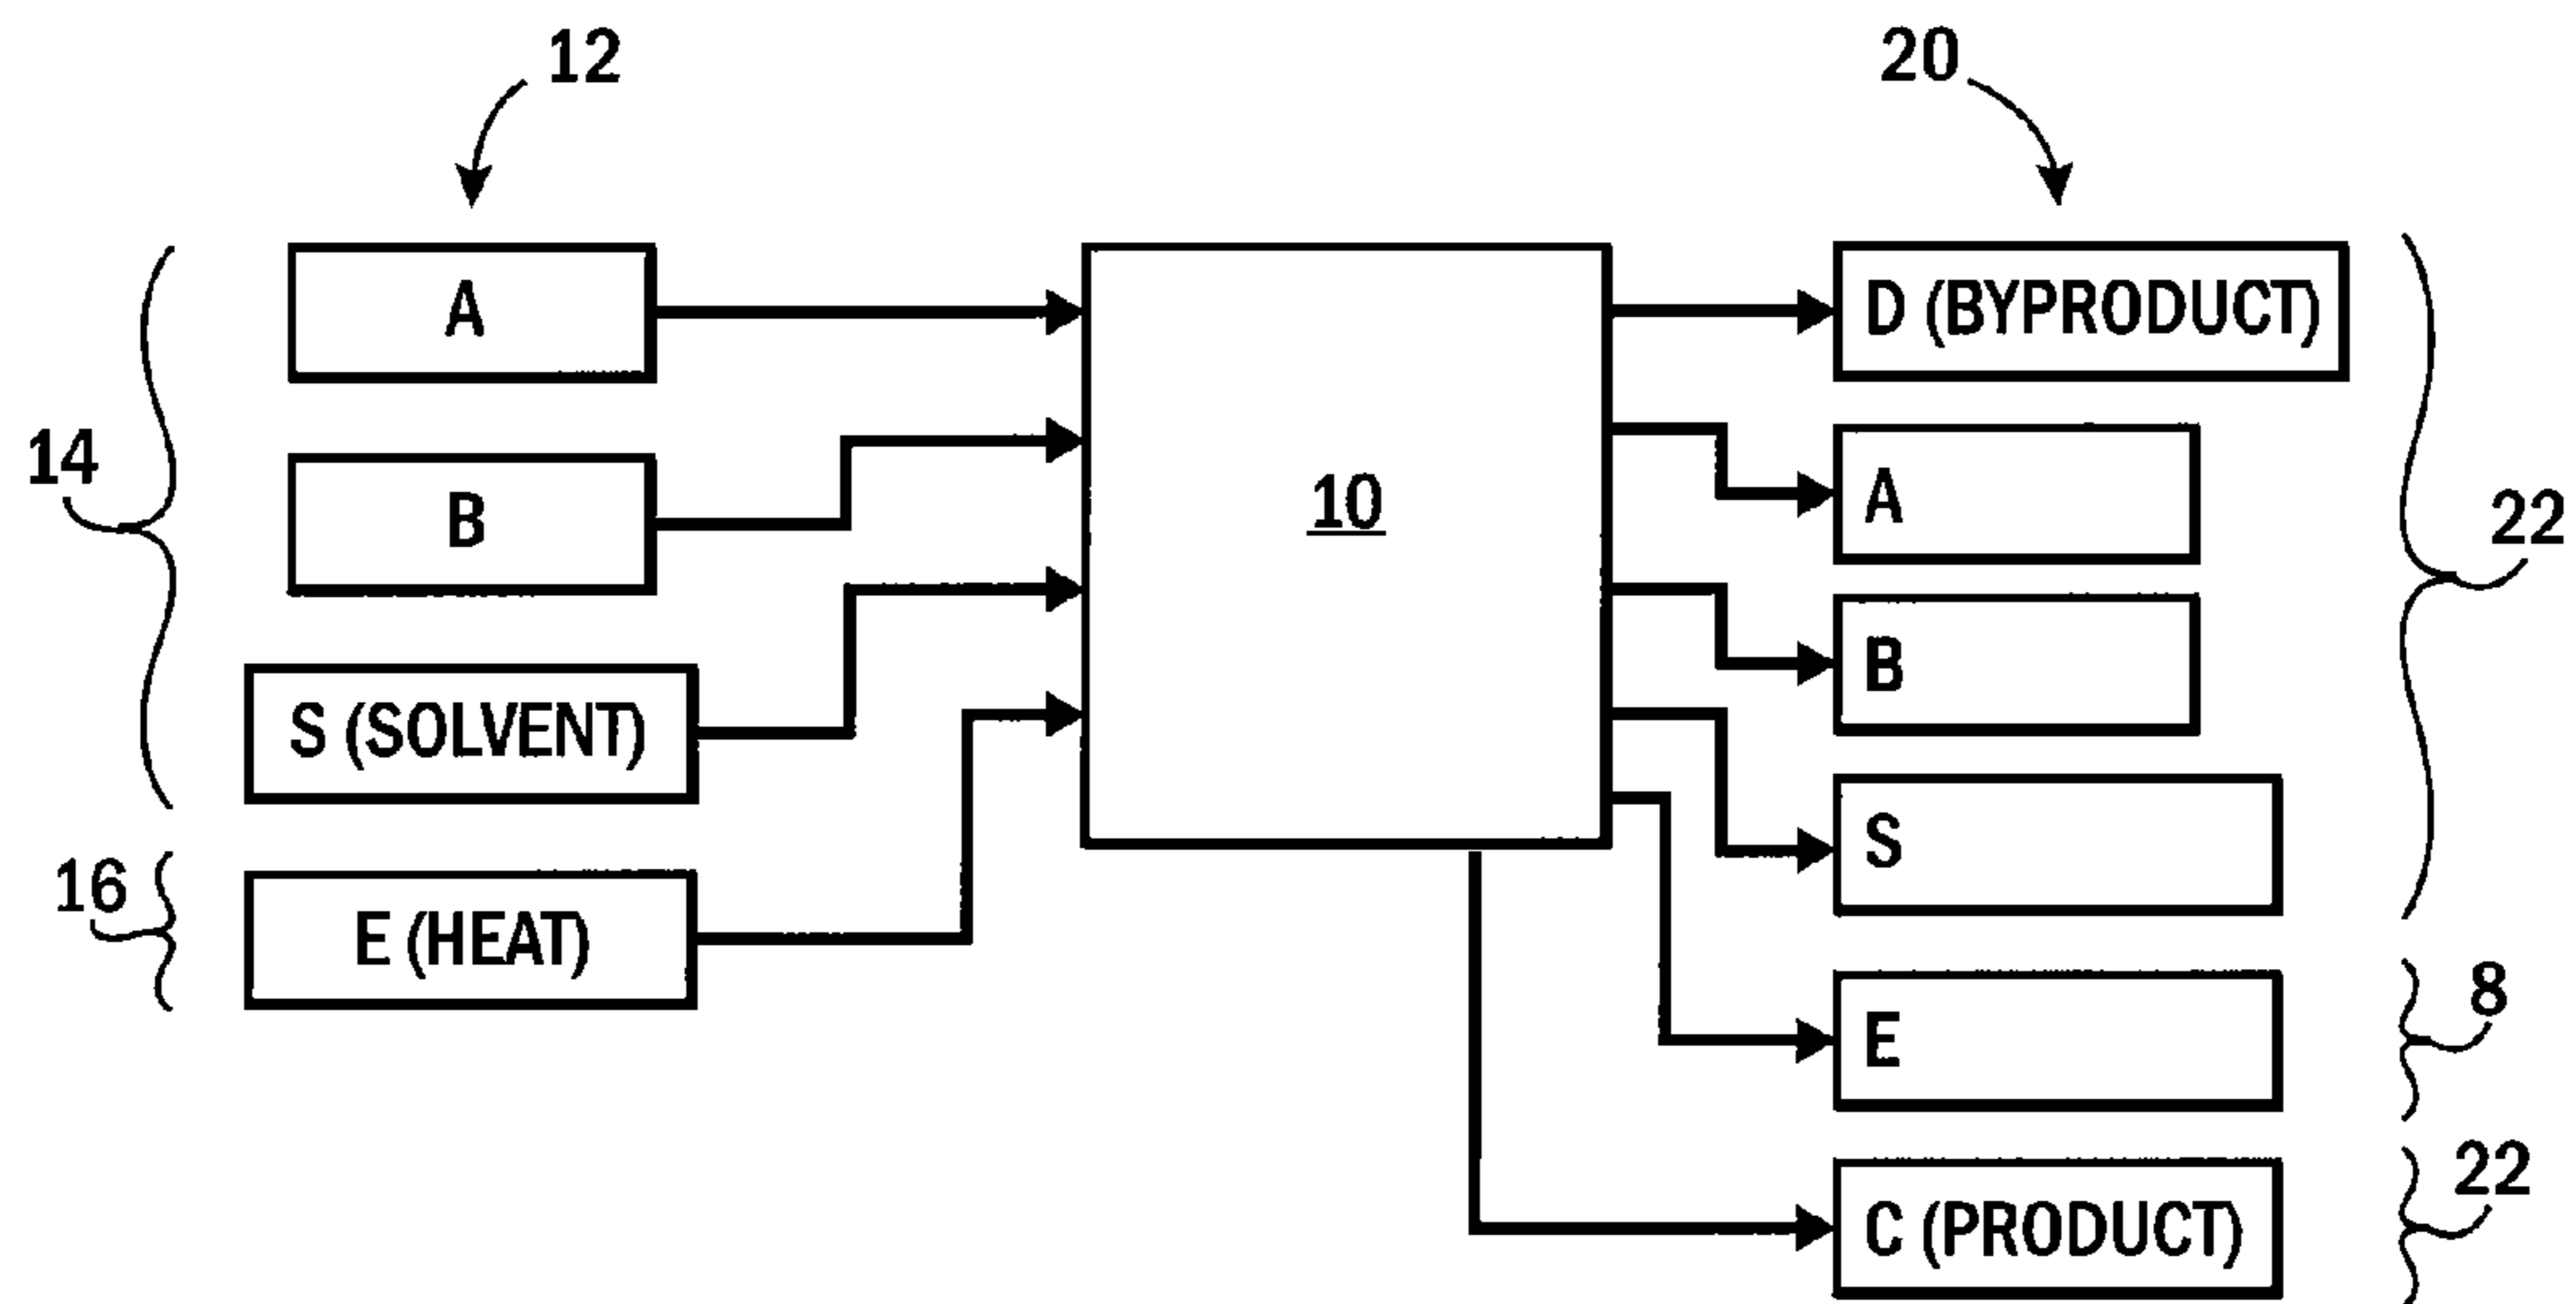 12
20
A
B
S (SOLVENT)
E (HEAT)
14
16
10
D (BYPRODUCT)
A
B
S
E
C (PRODUCT)
22
8
22